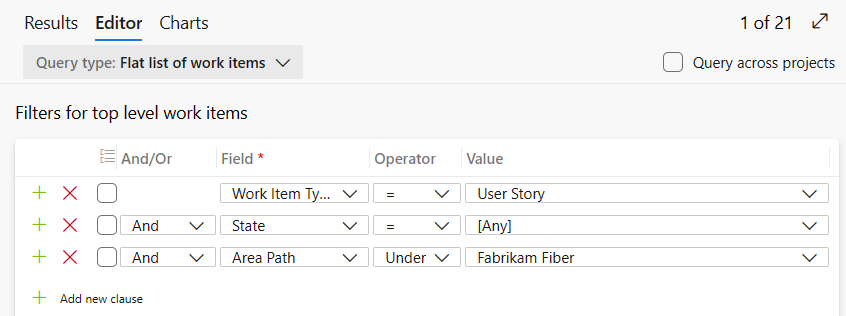 Results Editor Charts 1 of 21
Query type: Flat list of work items Query across projects
Filters for top level work items
And/Or Field * Operator Value
Work Item Ty... = User Story
And State = [Any]
And Area Path Under Fabrikam Fiber
Add new clause